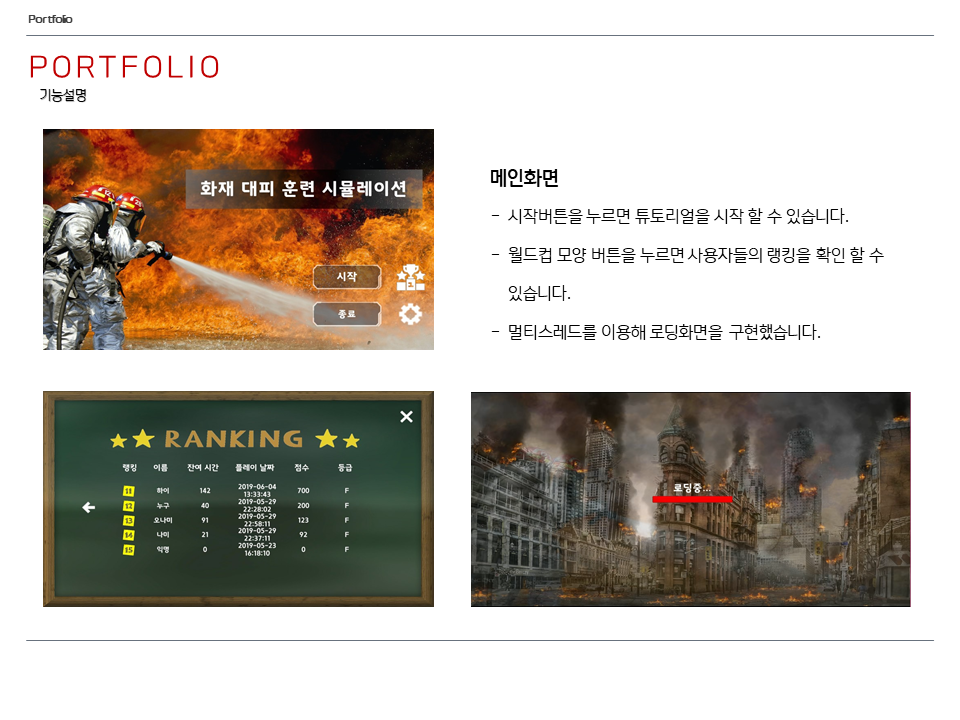 Portfolio
PORTFOLIO
기능설명
화재 대피 훈련 시뮬레이션
시작
종료
메인화면
- 시작버튼을 누르면 튜토리얼을 시작 할 수 있습니다.
- 월드컵 모양 버튼을 누르면 사용자들의 랭킹을 확인 할 수
있습니다.
- 멀티스레드를 이용해 로딩화면을 구현했습니다.
RANKING
랭킹 이름 잔여 시간 플레이 날짜 점수 등급
11 하이 142 2019-06-04 13:33:43 700 F
12 누구 40 2019-05-29 22:28:02 200 F
13 오나미 91 2019-05-29 22:58:11 123 F
14 나미 21 2019-05-29 22:37:11 92 F
15 익명 0 2019-05-23 16:18:10 0 F
로딩중...